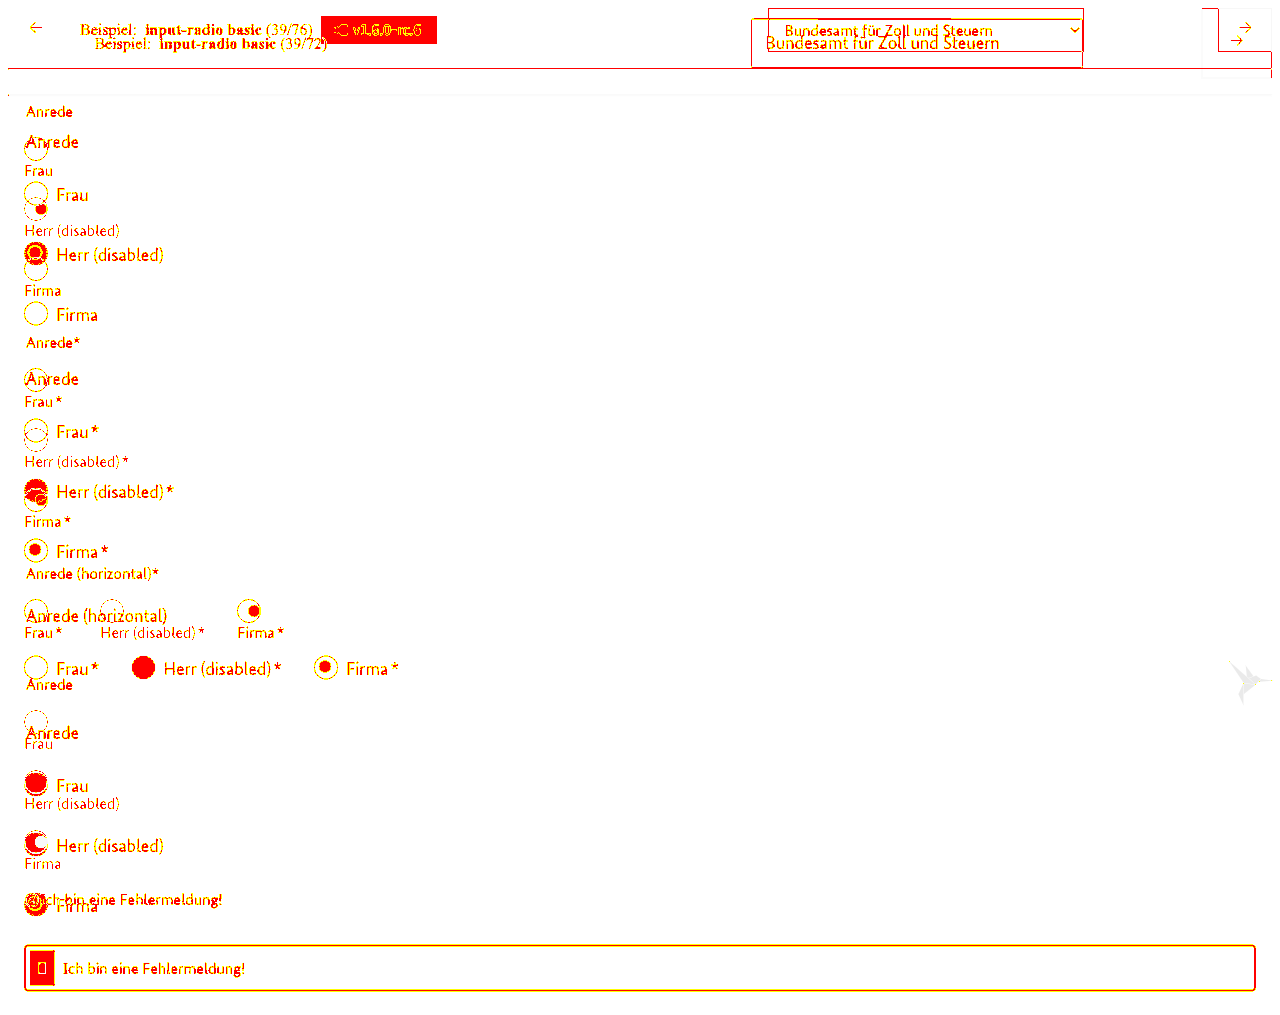 Beispiel: input-radio basic (39/76) v1.6.0-rc.6 Bundesamt für Zoll und Steuern
Beispiel: input-radio basic (39/72) Bundesamt für Zoll und Steuern
Anrede
Anrede
Frau
Frau
Herr (disabled)
Herr (disabled)
Firma
Firma
Anrede*
Anrede
Frau *
Frau *
Herr (disabled) *
Herr (disabled) *
Firma *
Firma *
Anrede (horizontal)*
Anrede (horizontal)
Frau * Herr (disabled) * Firma *
Frau * Herr (disabled) * Firma *
Anrede
Anrede
Frau
Frau
Herr (disabled)
Herr (disabled)
Firma
Ich bin eine Fehlermeldung!
Firma
Ich bin eine Fehlermeldung!